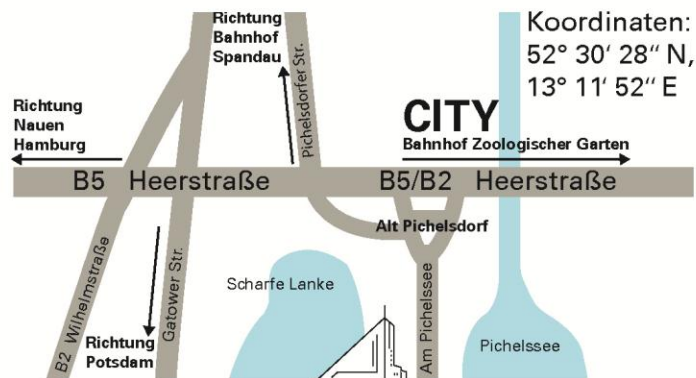 Richtung
Bahnhof
Spandau
Pichelsdorfer Str.
Koordinaten:
52° 30‘ 28“ N,
13° 11‘ 52“ E
Richtung
Nauen
Hamburg
CITY
Bahnhof Zoologischer Garten
B5 Heerstraße
B5/B2 Heerstraße
Alt Pichelsdorf
B2 Wilhelmstraße
Gatower Str.
Scharfe Lanke
Am Pichelssee
Pichelssee
Richtung
Potsdam